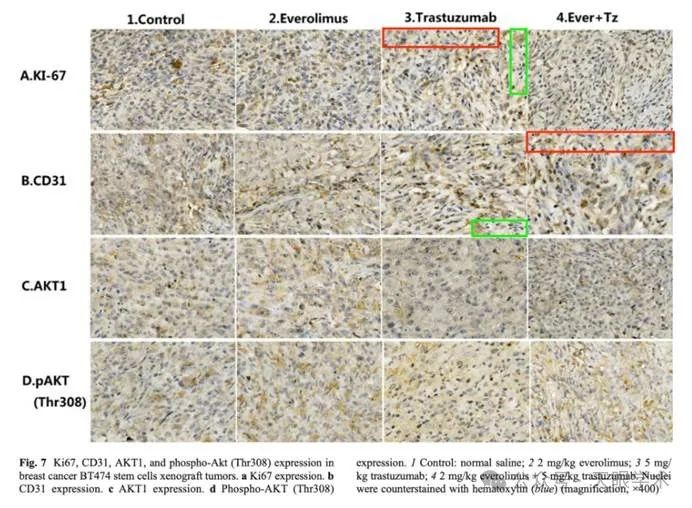 1.Control
2.Everolimus
3.Trastuzumab
4.Ever+Tz
A.KI-67
B.CD31
C.AKT1
D.pAKT
(Thr308)
Fig. 7 Ki67, CD31, AKT1, and phospho-Akt (Thr308) expression in
breast cancer BT474 stem cells xenograft tumors. a Ki67 expression. b
CD31 expression. c AKT1 expression. d Phospho-AKT (Thr308)
expression. 1 Control: normal saline; 2 2 mg/kg everolimus; 3 5 mg/
kg trastuzumab; 4 2 mg/kg everolimus + 5 mg/kg trastuzumab. Nuclei
were counterstained with hematoxylin (blue) (magnification, ×400)